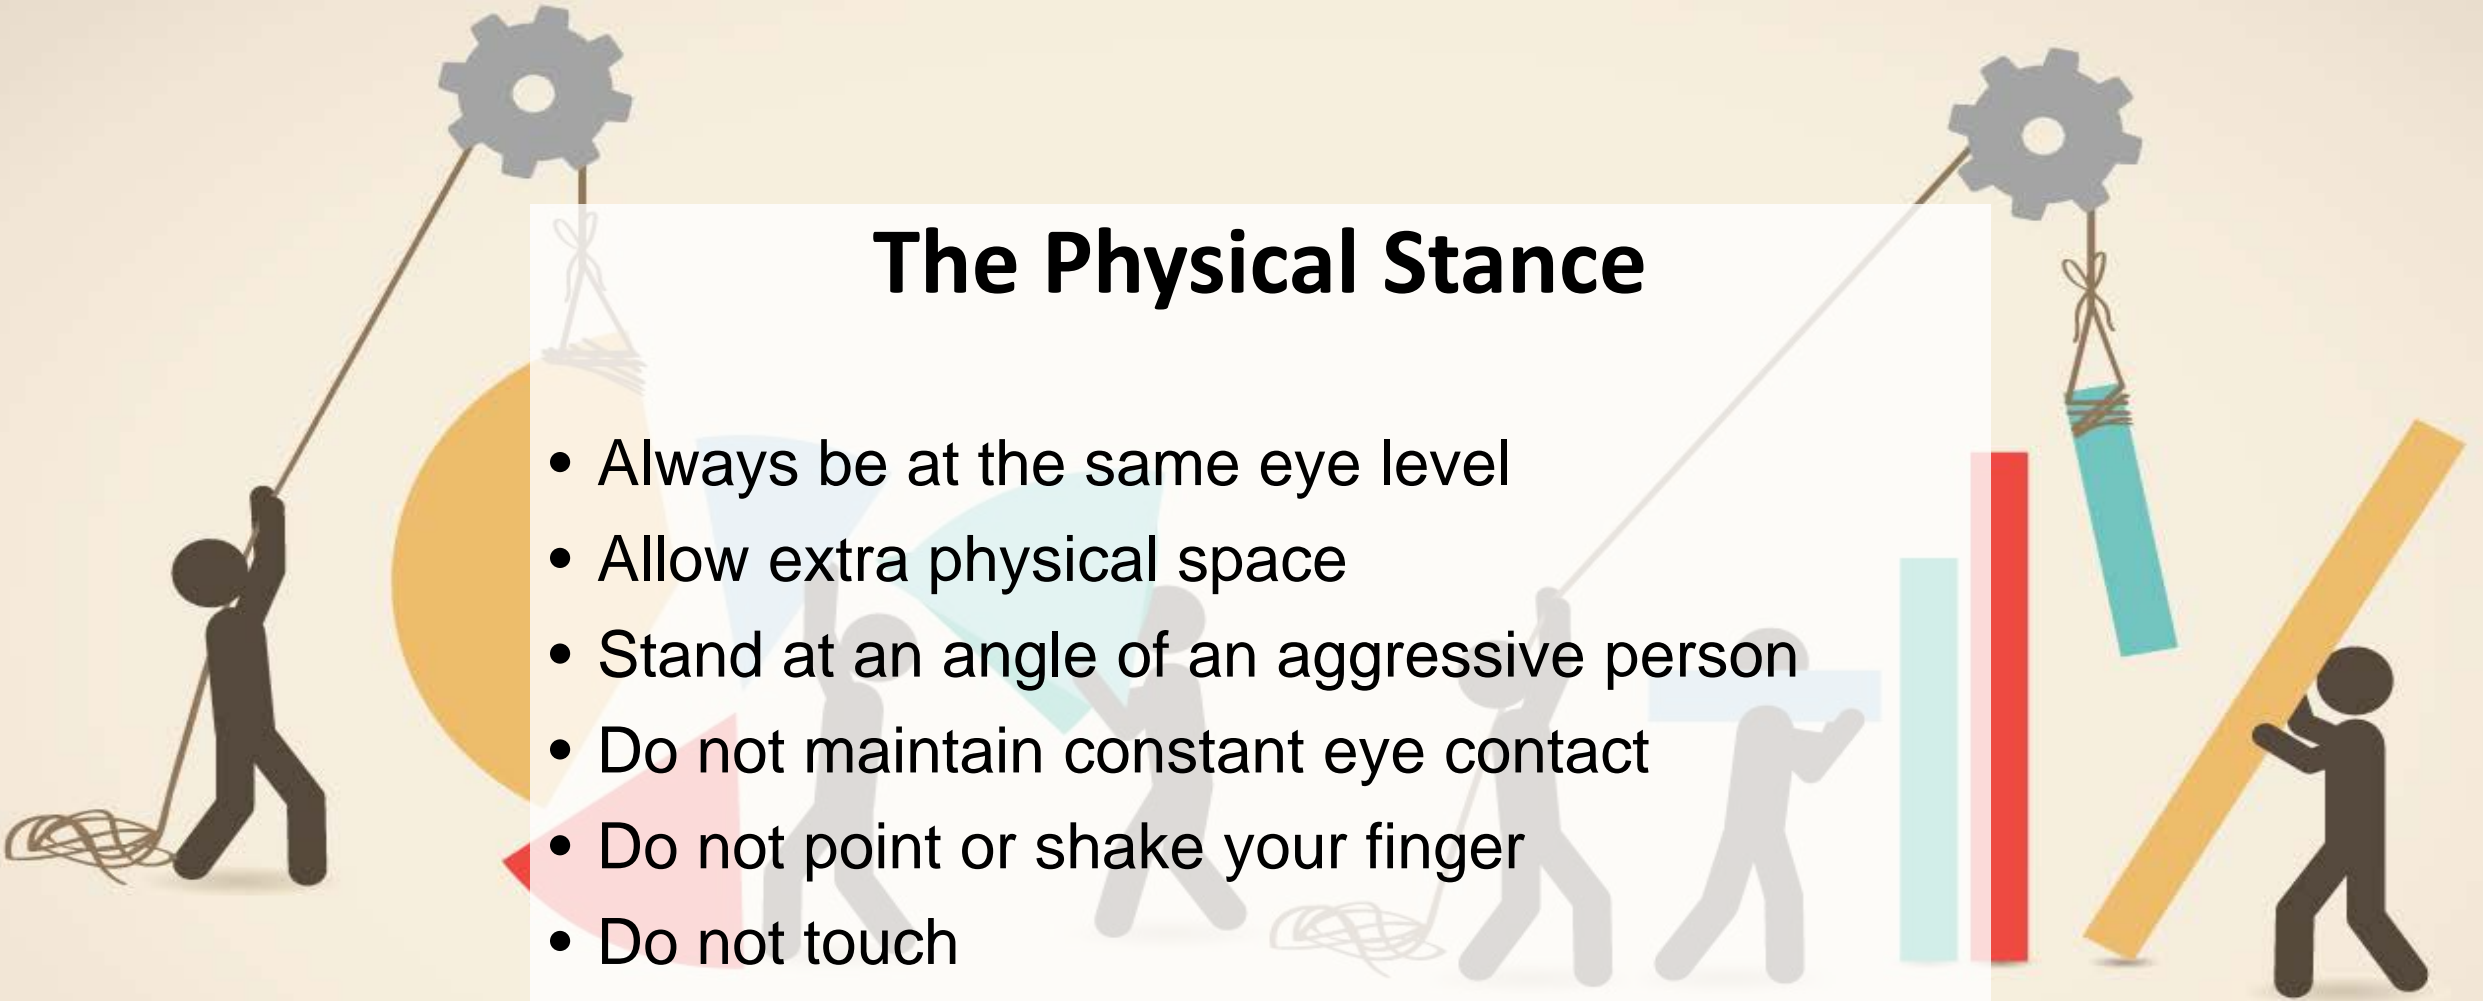 The Physical Stance
• Always be at the same eye level
• Allow extra physical space
• Stand at an angle of an aggressive person
• Do not maintain constant eye contact
• Do not point or shake your finger
• Do not touch